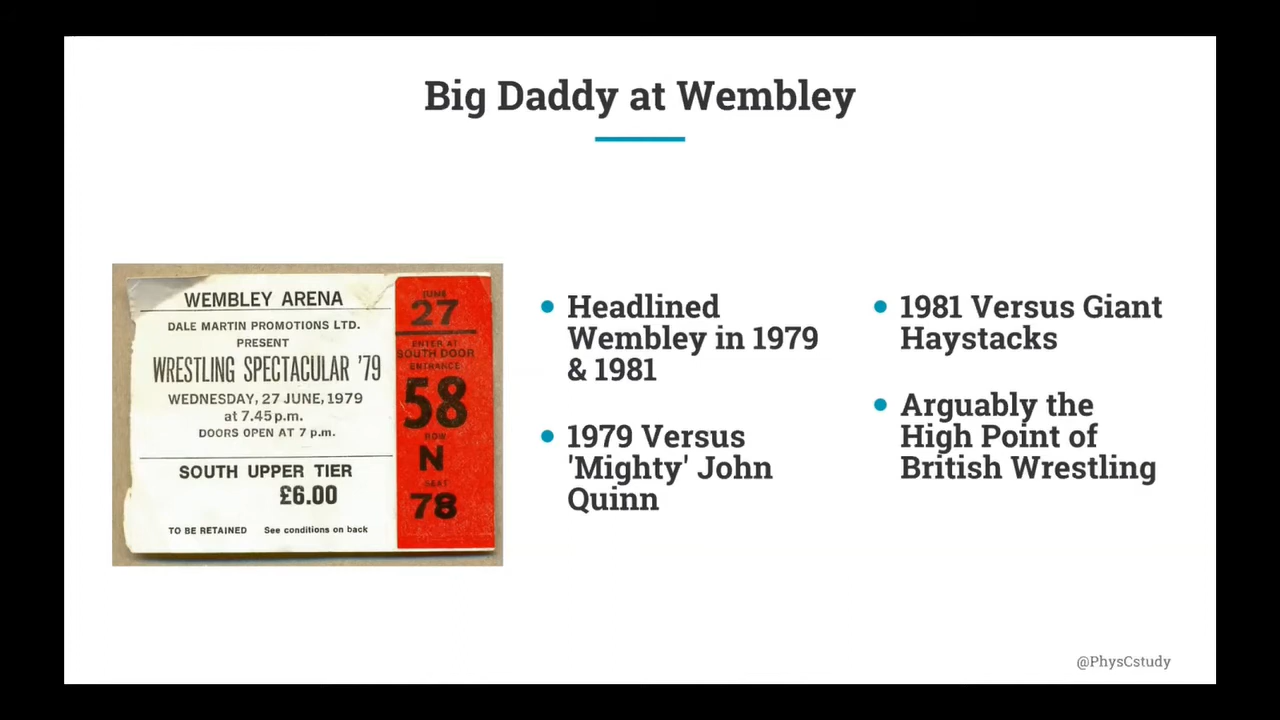 Big Daddy at Wembley
WEMBLEY ARENA
DALE MARTIN PROMOTIONS LTD.
PRESENT
WRESTLING SPECTACULAR '79
WEDNESDAY, 27 JUNE, 1979
at 7.45 p.m.
DOORS OPEN AT 7 p.m.
SOUTH UPPER TIER
£6.00
TO BE RETAINED See conditions on back
JUNE
27
ENTER AT
SOUTH DOOR
ENTRANCE
58
ROW
N
SEAT
78
Headlined
Wembley in 1979
& 1981
1979 Versus
'Mighty' John
Quinn
1981 Versus Giant
Haystacks
Arguably the
High Point of
British Wrestling
@PhysCstudy